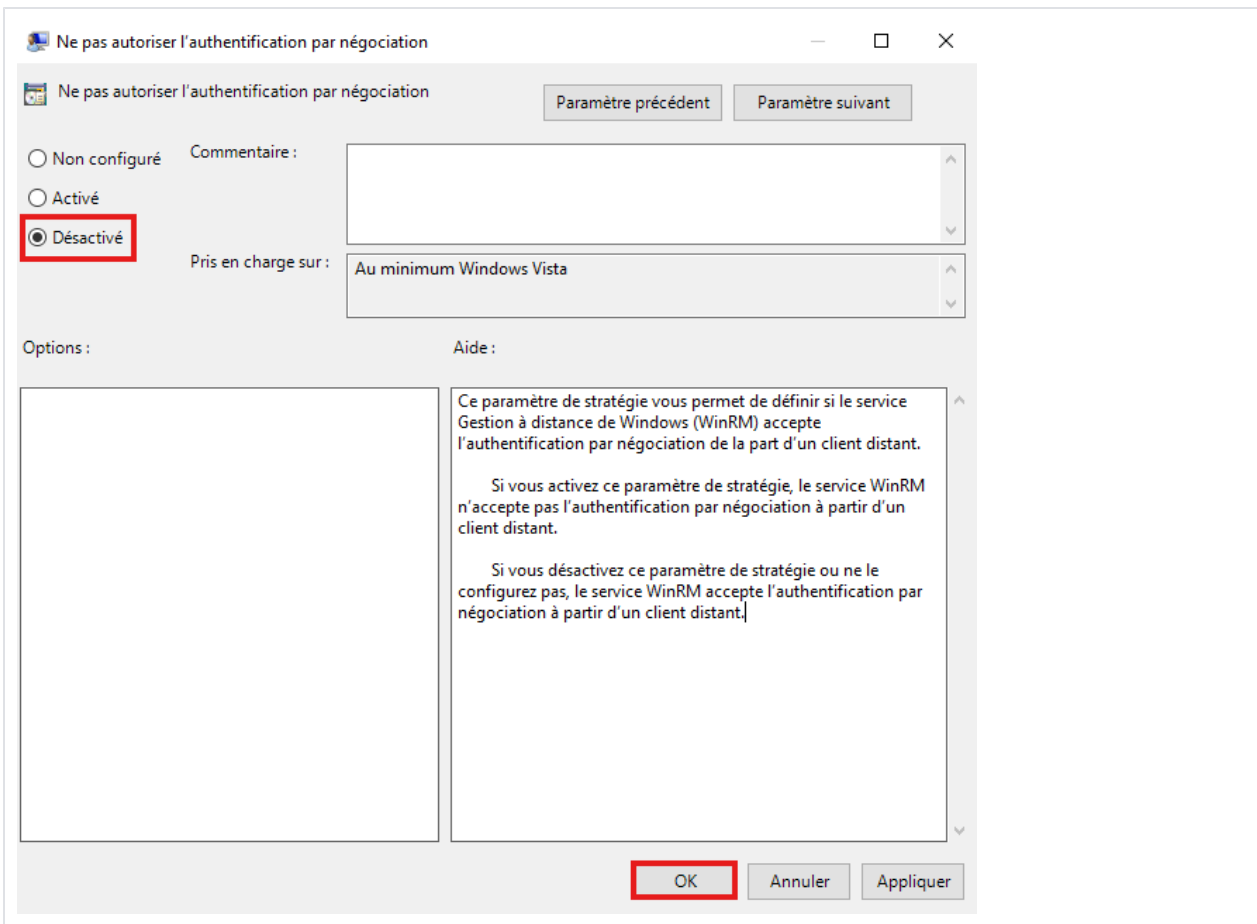 Ne pas autoriser l'authentification par négociation
Ne pas autoriser l'authentification par négociation
Paramètre précédent
Paramètre suivant
Non configuré
Commentaire :
Activé
Désactivé
Pris en charge sur :
Au minimum Windows Vista
Options :
Aide :
Ce paramètre de stratégie vous permet de définir si le service
Gestion à distance de Windows (WinRM) accepte
l'authentification par négociation de la part d'un client distant.
Si vous activez ce paramètre de stratégie, le service WinRM
n'accepte pas l'authentification par négociation à partir d'un
client distant.
Si vous désactivez ce paramètre de stratégie ou ne le
configurez pas, le service WinRM accepte l'authentification par
négociation à partir d'un client distant.
OK
Annuler
Appliquer